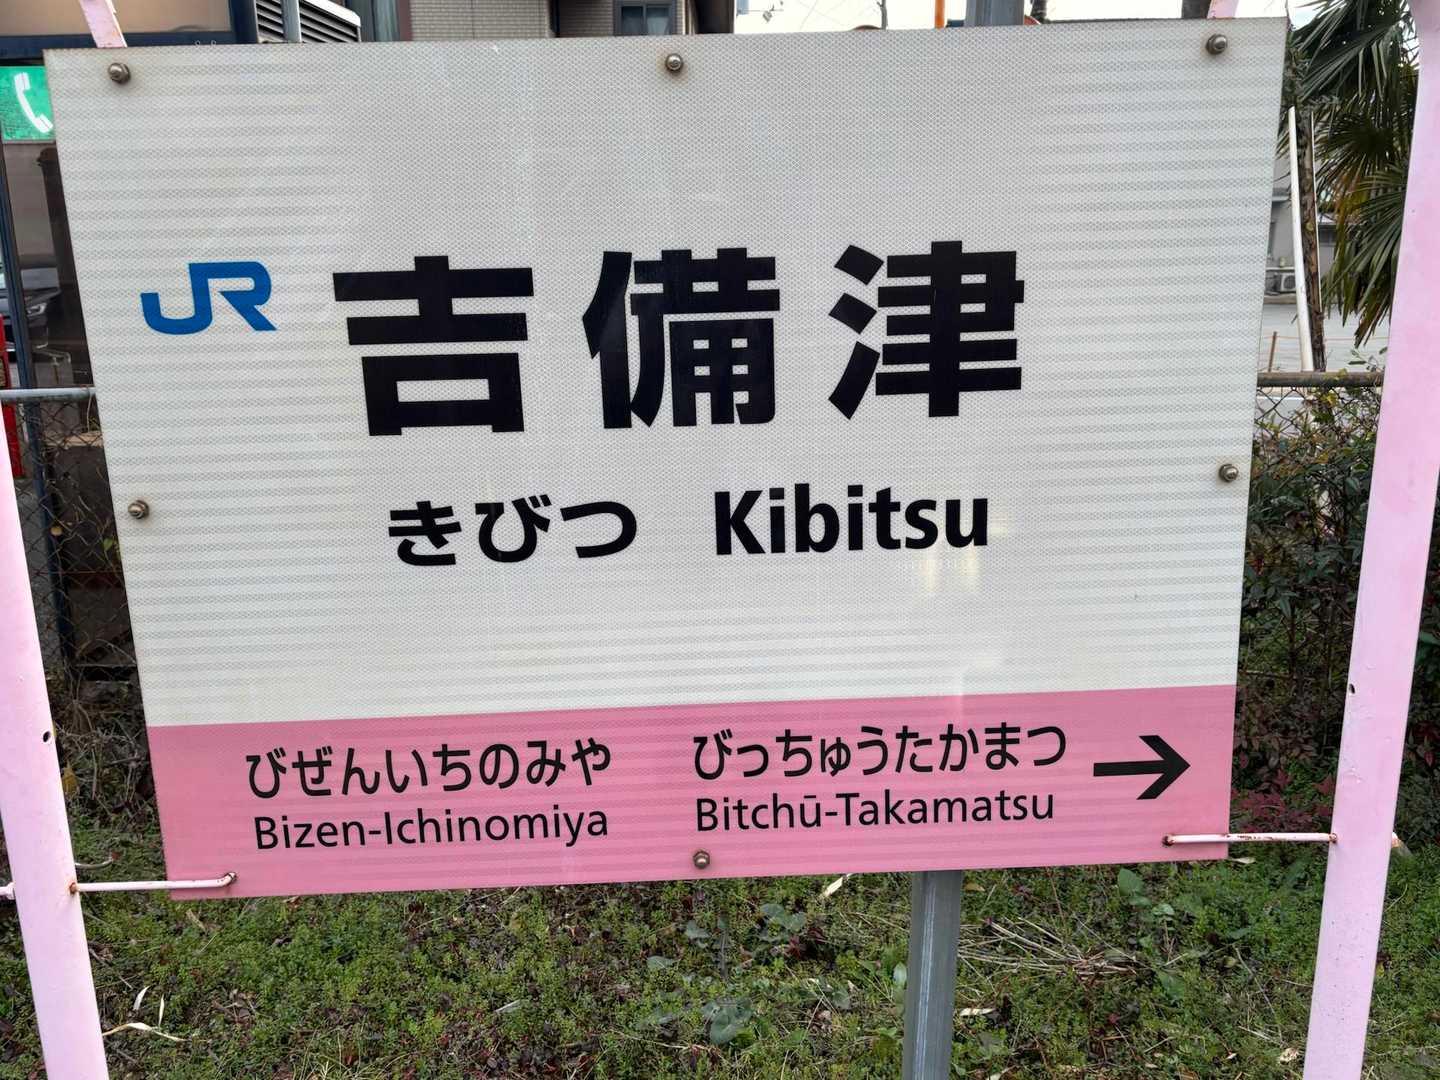 JR 吉備津
きびつ Kibitsu
びぜんいちのみや びっちゅうたかまつ →
Bizen-Ichinomiya Bitchū-Takamatsu